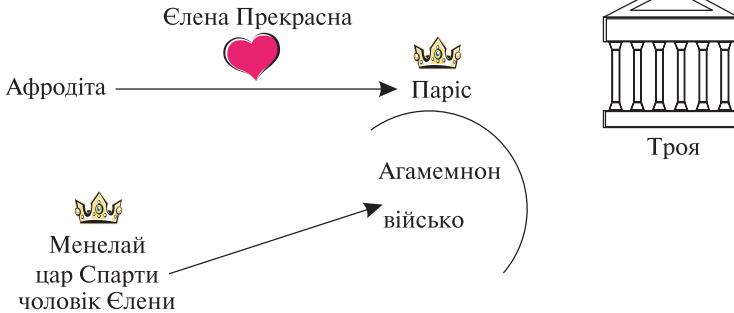 Єлена Прекрасна
Афродіта
Паріс
Троя
Агамемнон
військо
Менелай
цар Спарти
чоловік Єлени